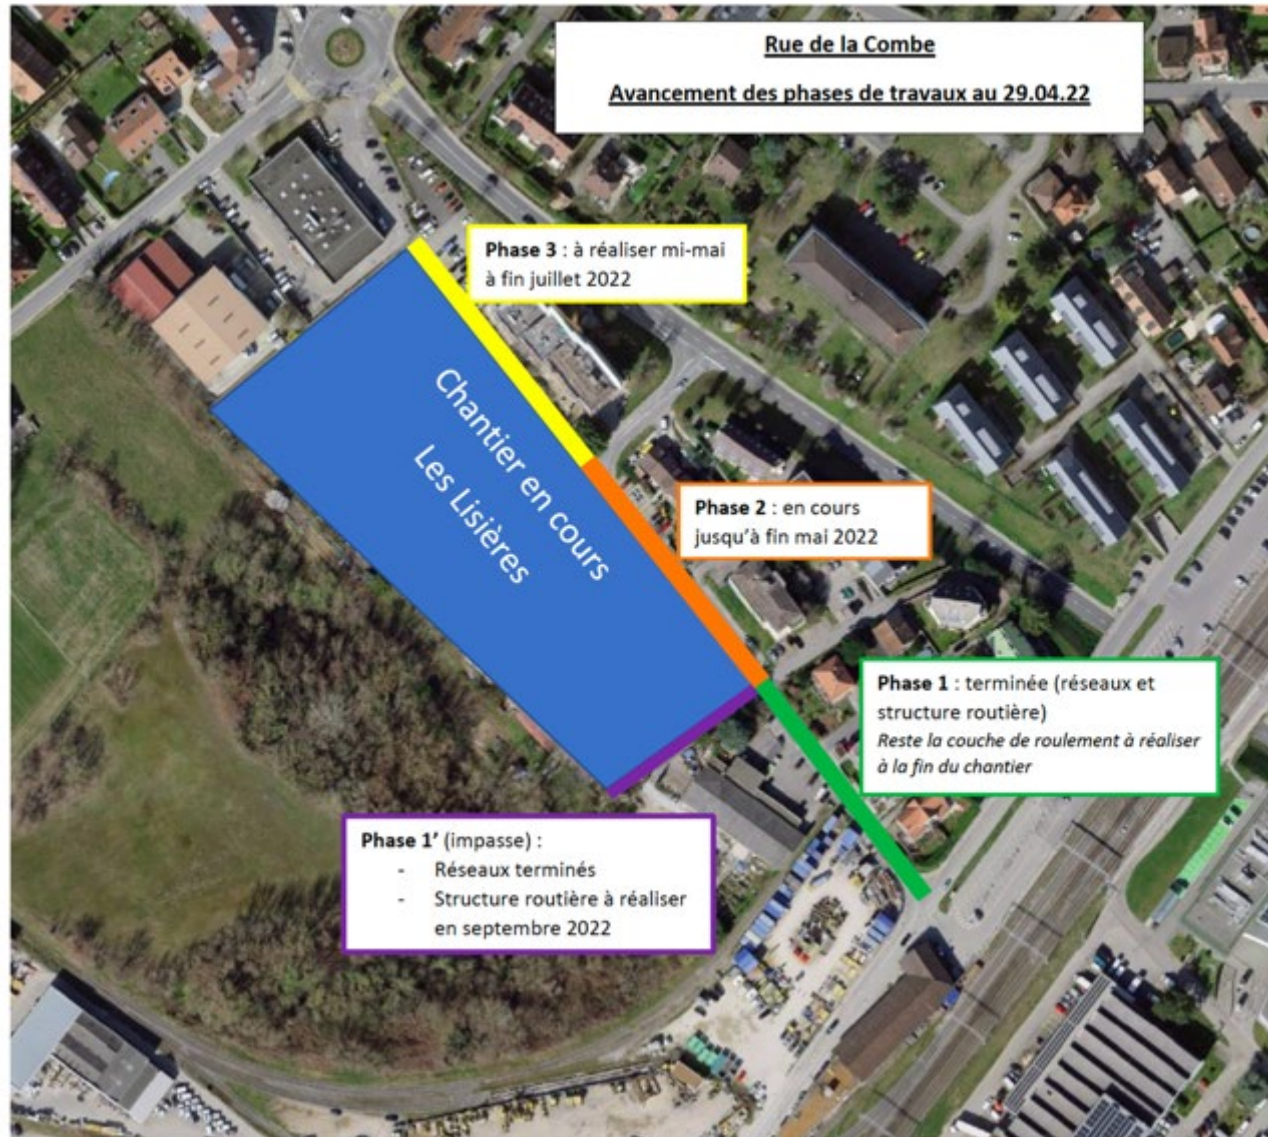 Rue de la Combe
Avancement des phases de travaux au 29.04.22
Phase 3 : à réaliser mi-mai
à fin juillet 2022
Chantier en cours
Les Lisières
Phase 2 : en cours
jusqu'à fin mai 2022
Phase 1 : terminée (réseaux et
structure routière)
Reste la couche de roulement à réaliser
à la fin du chantier
Phase 1' (impasse) :
- Réseaux terminés
- Structure routière à réaliser
en septembre 2022